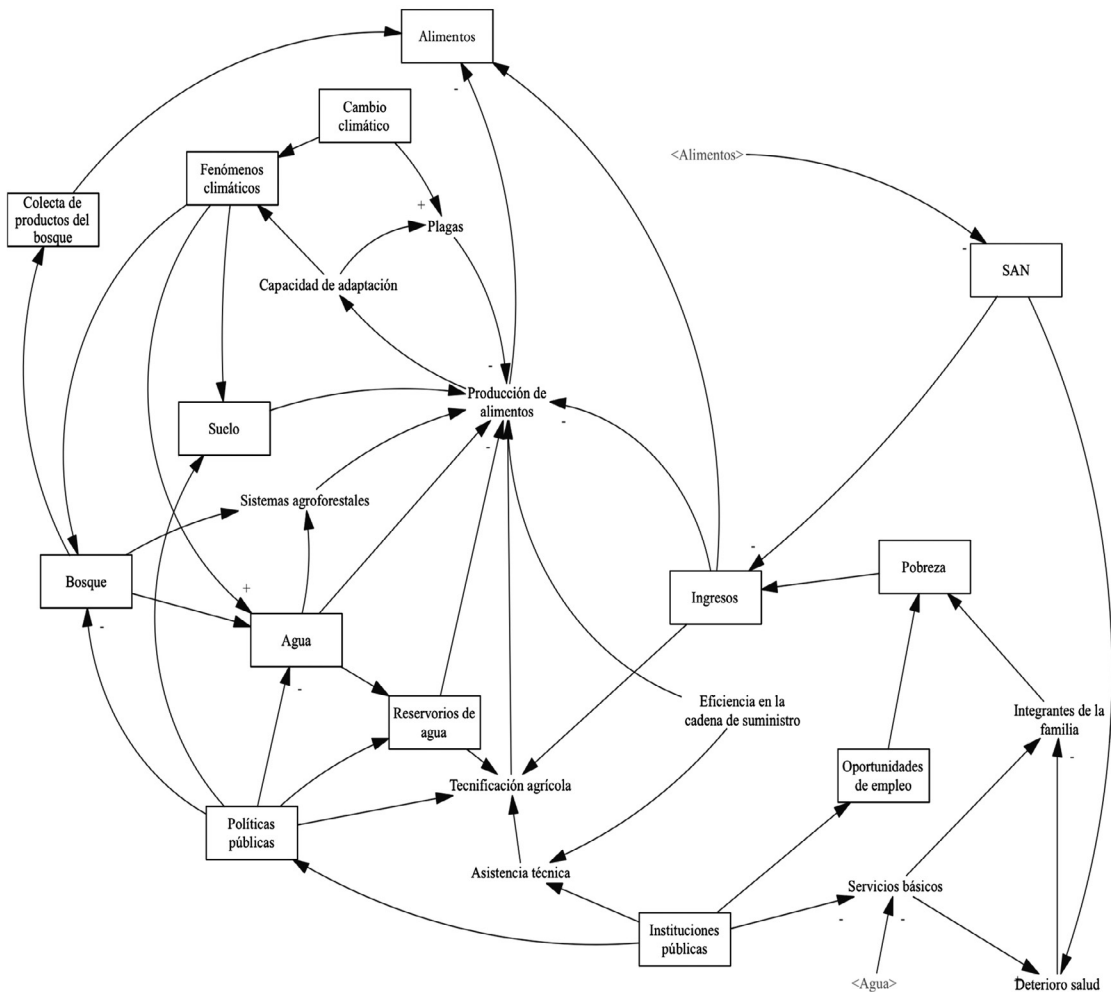 Alimentos
-
Cambio
climático
<Alimentos>
Fenómenos
climáticos
Colecta de
productos del
bosque
+
Plagas
-
SAN
Capacidad de adaptación
-
Producción de
alimentos
-
Suelo
-
Sistemas agroforestales
-
Bosque
+
Ingresos
Pobreza
-
Agua
-
Reservorios de
agua
Eficiencia en la
cadena de suministro
Integrantes de la
familia
-
Oportunidades
de empleo
Tecnificación agrícola
Políticas
públicas
Asistencia técnica
Servicios básicos
-
-
Instituciones
públicas
<Agua>
+
Deterioro salud